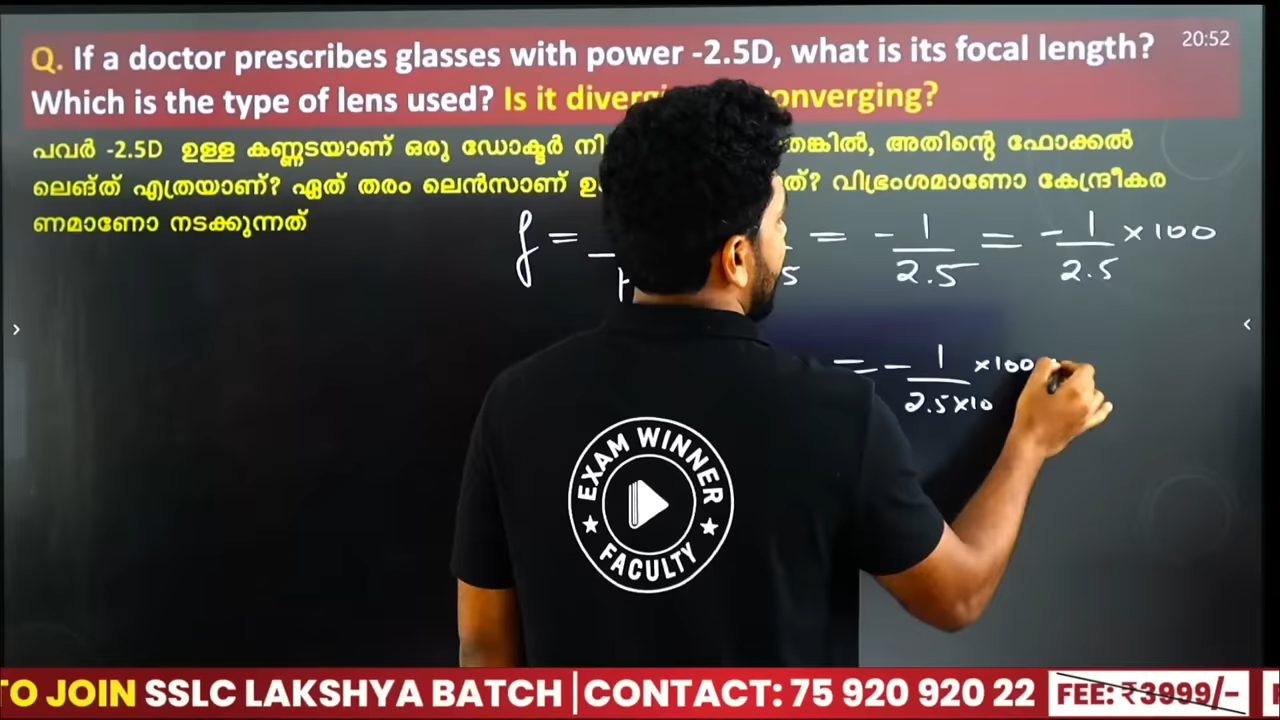 Q. If a doctor prescribes glasses with power -2.5D, what is its focal length?
20:52
Which is the type of lens used? Is it converging?
പവർ -2.5D ഉള്ള കണ്ണടയാണ് ഒരു ഡോക്ടർ അതിന്റെ ഫോക്കൽ
ലെങ്ത് എത്രയാണ്? ഏത് തരം ലെൻസാണ് വിഭ്രംശമാണോ കേന്ദ്രീകര
ണമാണോ നടക്കുന്നത്
f = = - 1/2.5 = - 1/2.5 ×100
= - 1/2.5×10 ×100
EXAM WINNER
FACULTY
TO JOIN SSLC LAKSHYA BATCH | CONTACT: 75 920 920 22 FEE: ₹3999/-